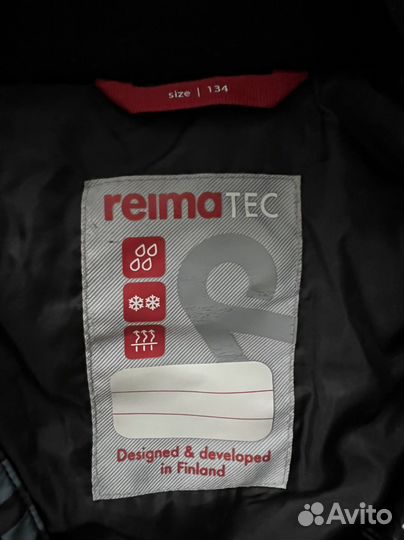 size | 134
reimaTEC
Designed & developed
in Finland
Avito